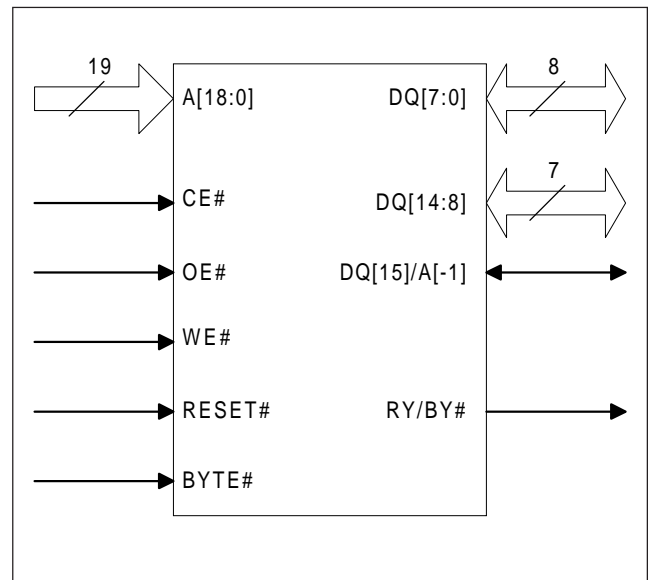 19
8
A[18:0]
DQ[7:0]
7
CE#
DQ[14:8]
OE#
DQ[15]/A[-1]
WE#
RESET#
RY/BY#
BYTE#